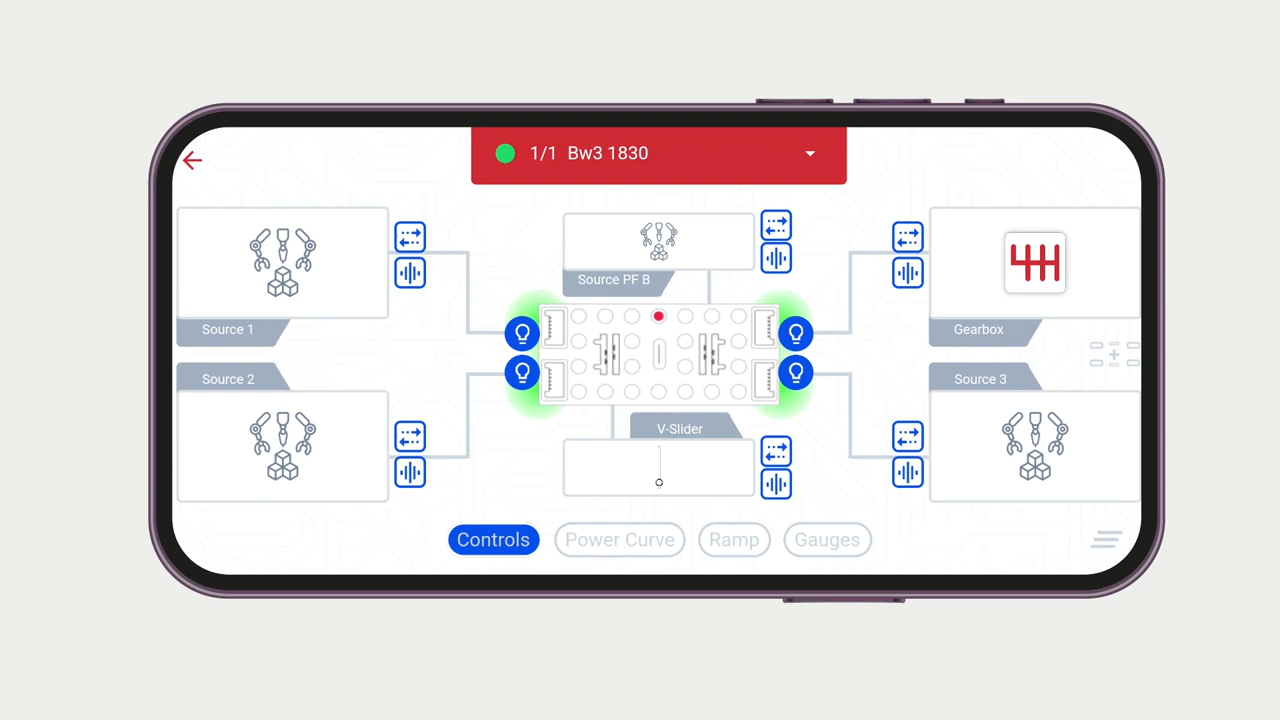 1/1 Bw3 1830
Source PF B
Source 1
Gearbox
Source 2
Source 3
V-Slider
Controls
Power Curve
Ramp
Gauges